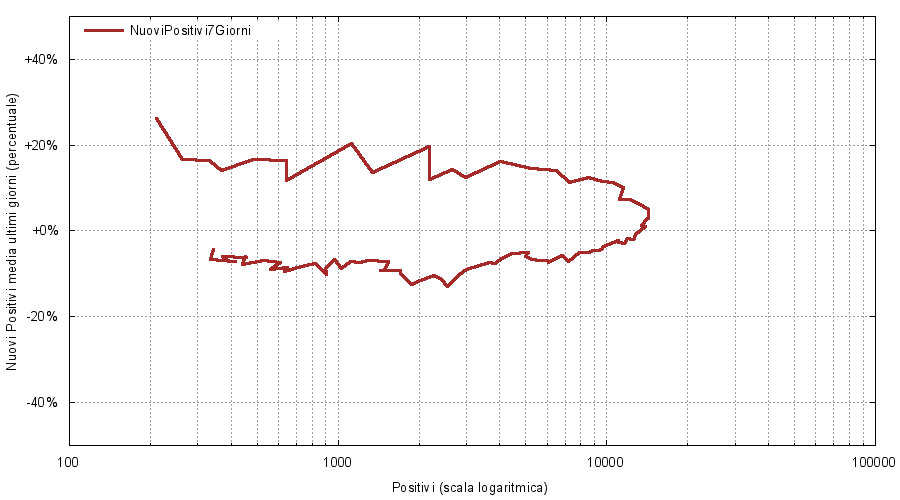 NuoviPositivi7Giorni
+40%
+20%
+0%
-20%
-40%
Nuovi Positivi media ultimi giorni (percentuale)
100 1000 10000 100000
Positivi (scala logaritmica)